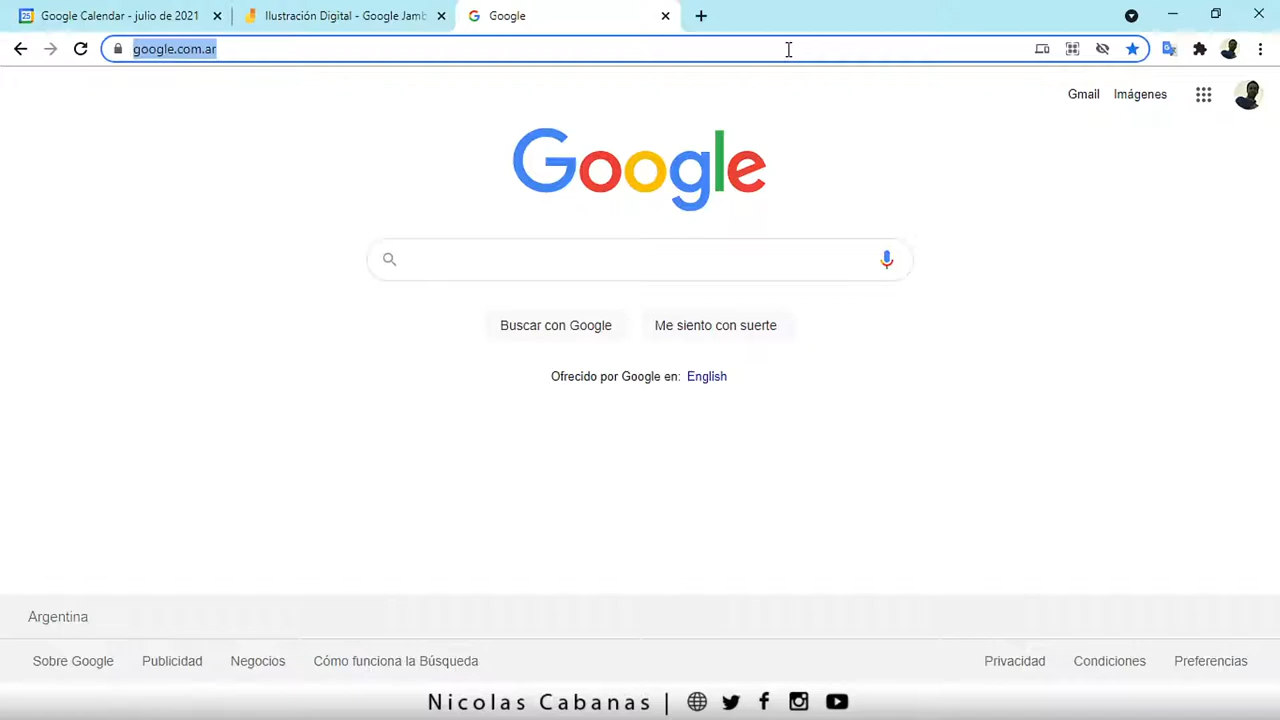 Google Calendar - julio de 2021
Ilustración Digital - Google Jamb
Google
google.com.ar
Gmail
Imágenes
Google
Buscar con Google
Me siento con suerte
Ofrecido por Google en: English
Argentina
Sobre Google
Publicidad
Negocios
Cómo funciona la Búsqueda
Privacidad
Condiciones
Preferencias
Nicolas Cabanas |